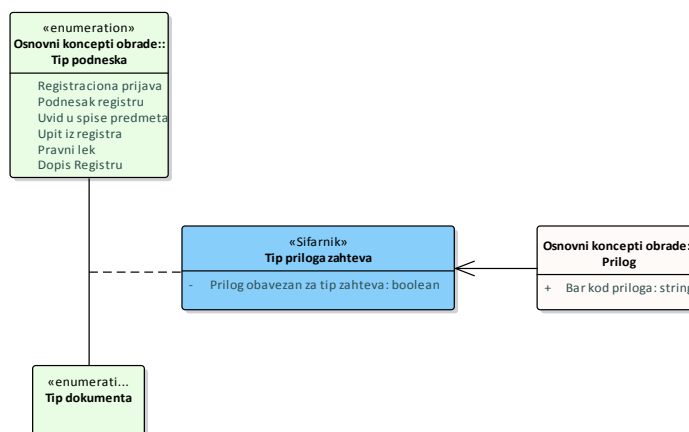 «enumeration»
Osnovni koncepti obrade::
Tip podneska
Registraciona prijava
Podnesak registru
Uvid u spise predmeta
Upit iz registra
Pravni lek
Dopis Registru
«Sifarnik»
Tip priloga zahteva
- Prilog obavezan za tip zahteva: boolean
Osnovni koncepti obrade:
Prilog
+ Bar kod priloga: string
«enumerati...
Tip dokumenta